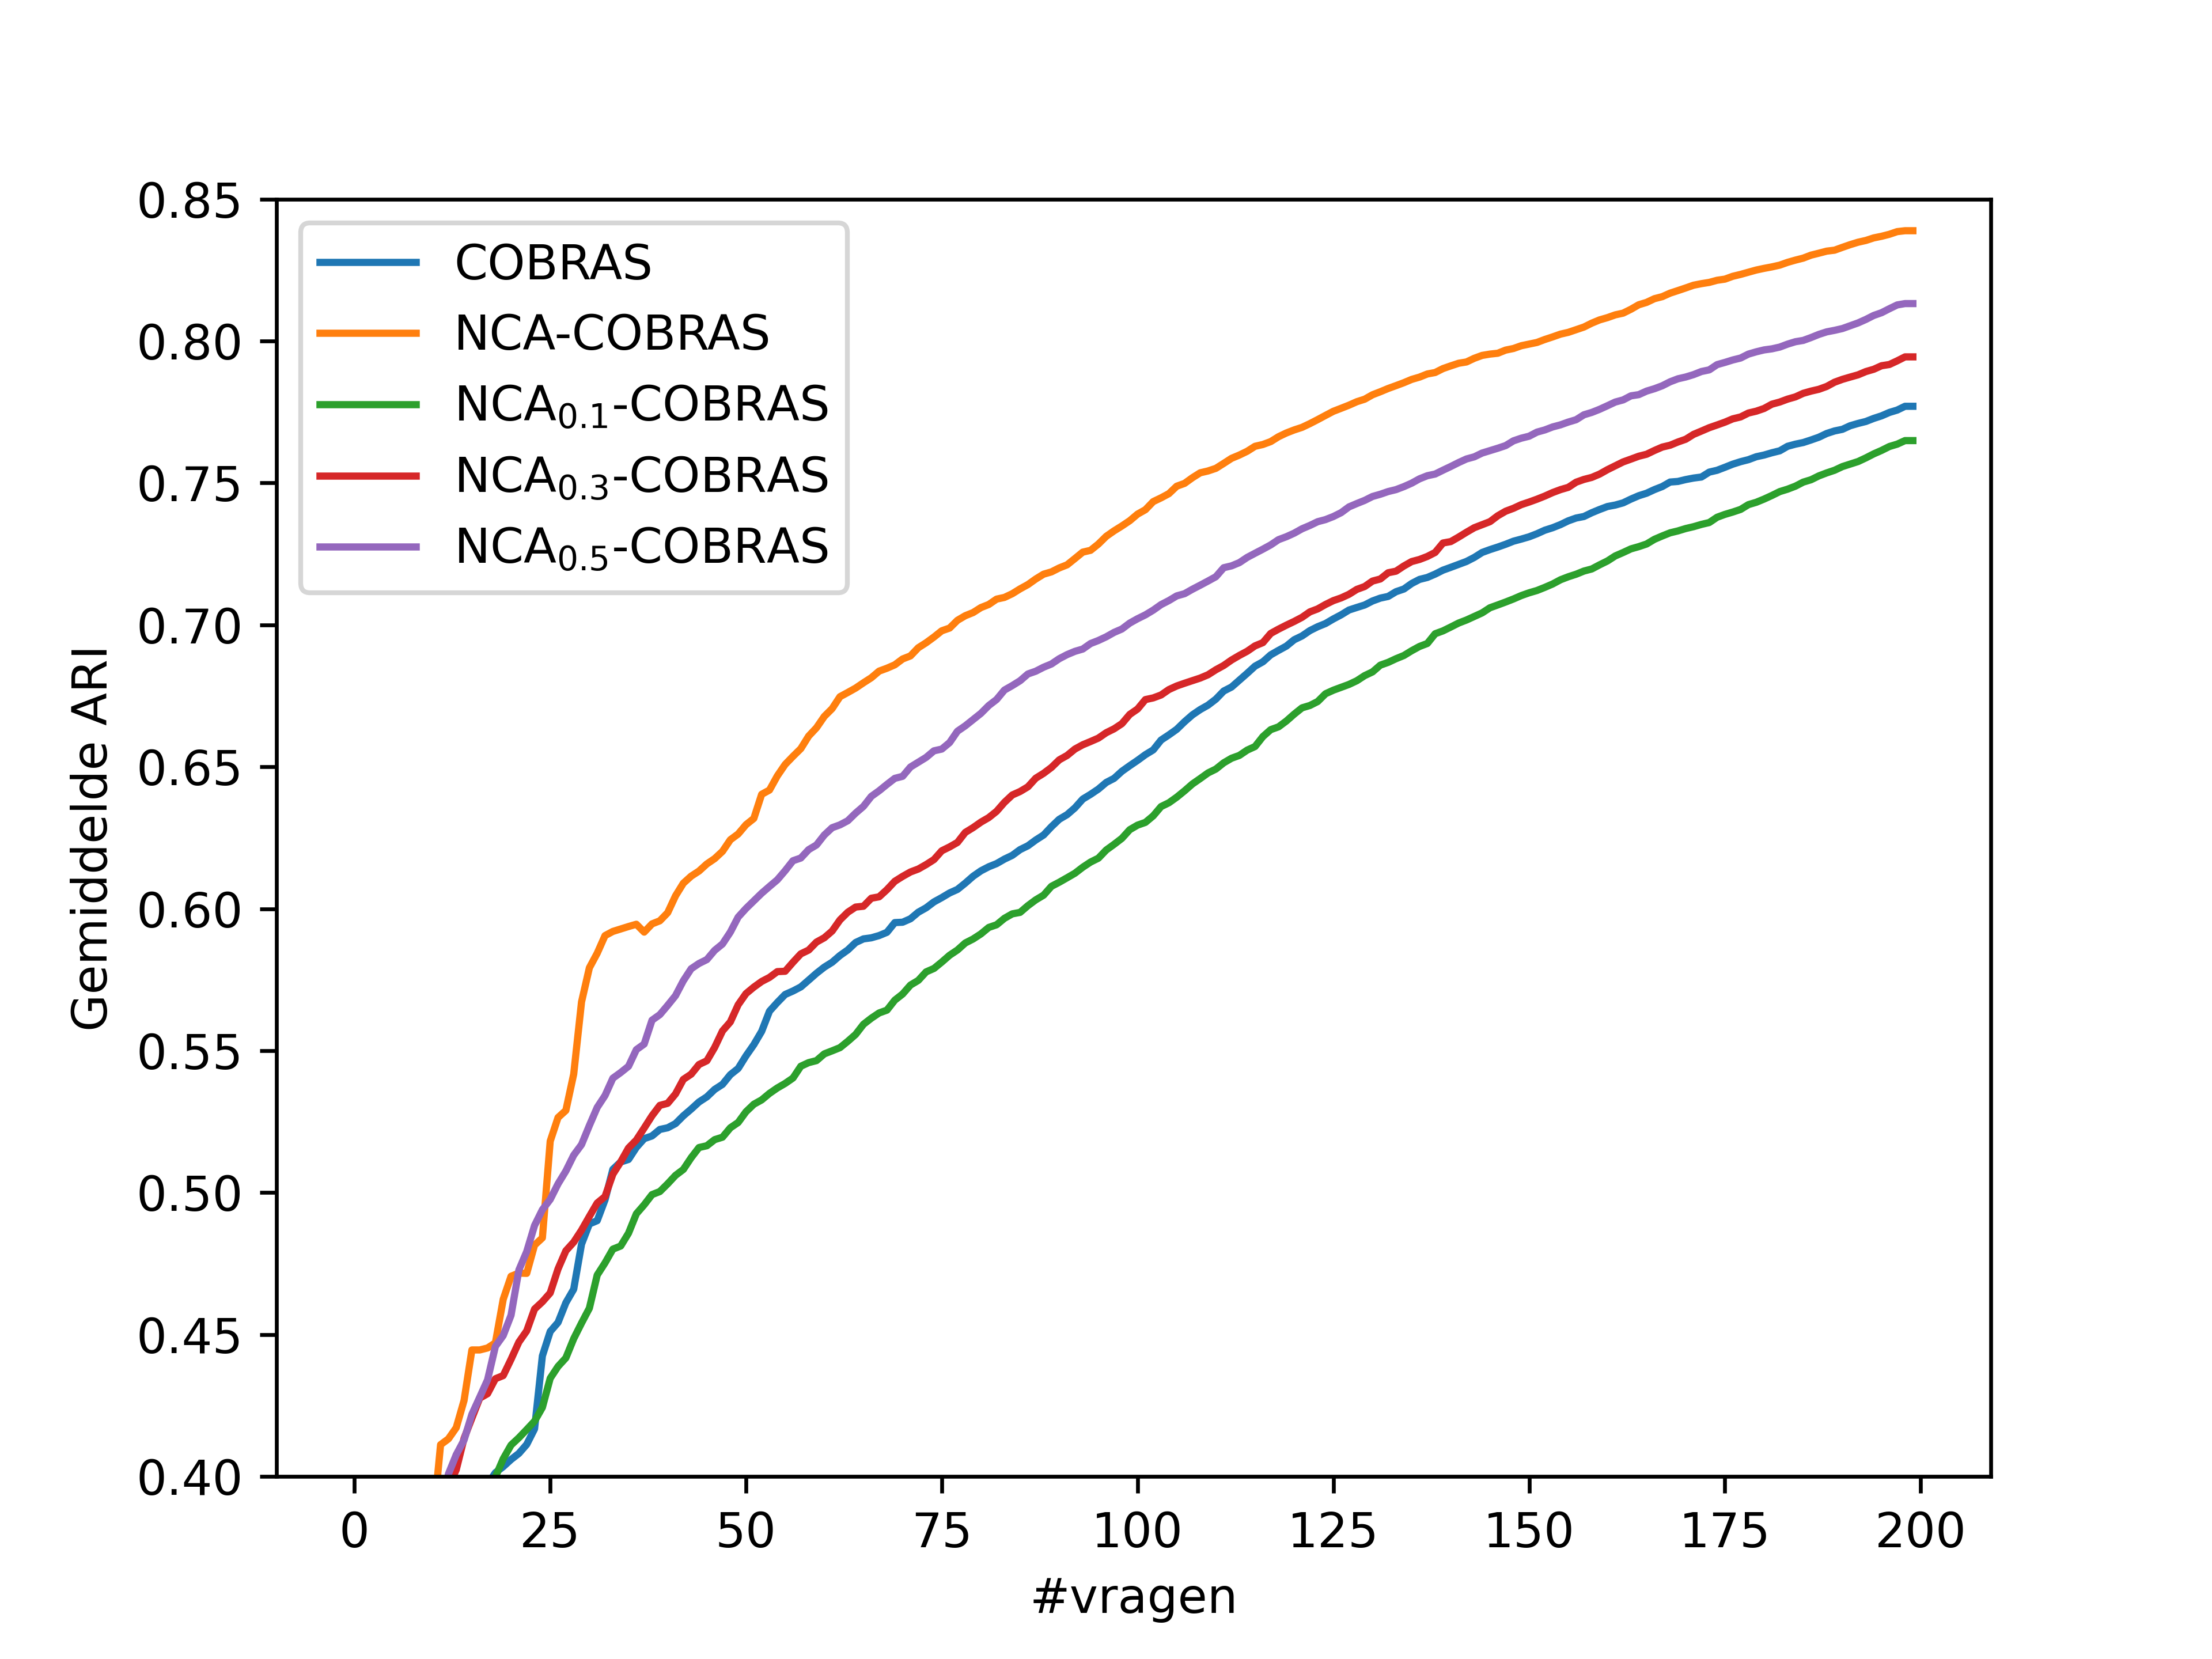 0.85
0.80
0.75
0.70
0.65
0.60
0.55
0.50
0.45
0.40
Gemiddelde ARI
COBRAS
NCA-COBRAS
NCA0.1-COBRAS
NCA0.3-COBRAS
NCA0.5-COBRAS
0 25 50 75 100 125 150 175 200
#vragen